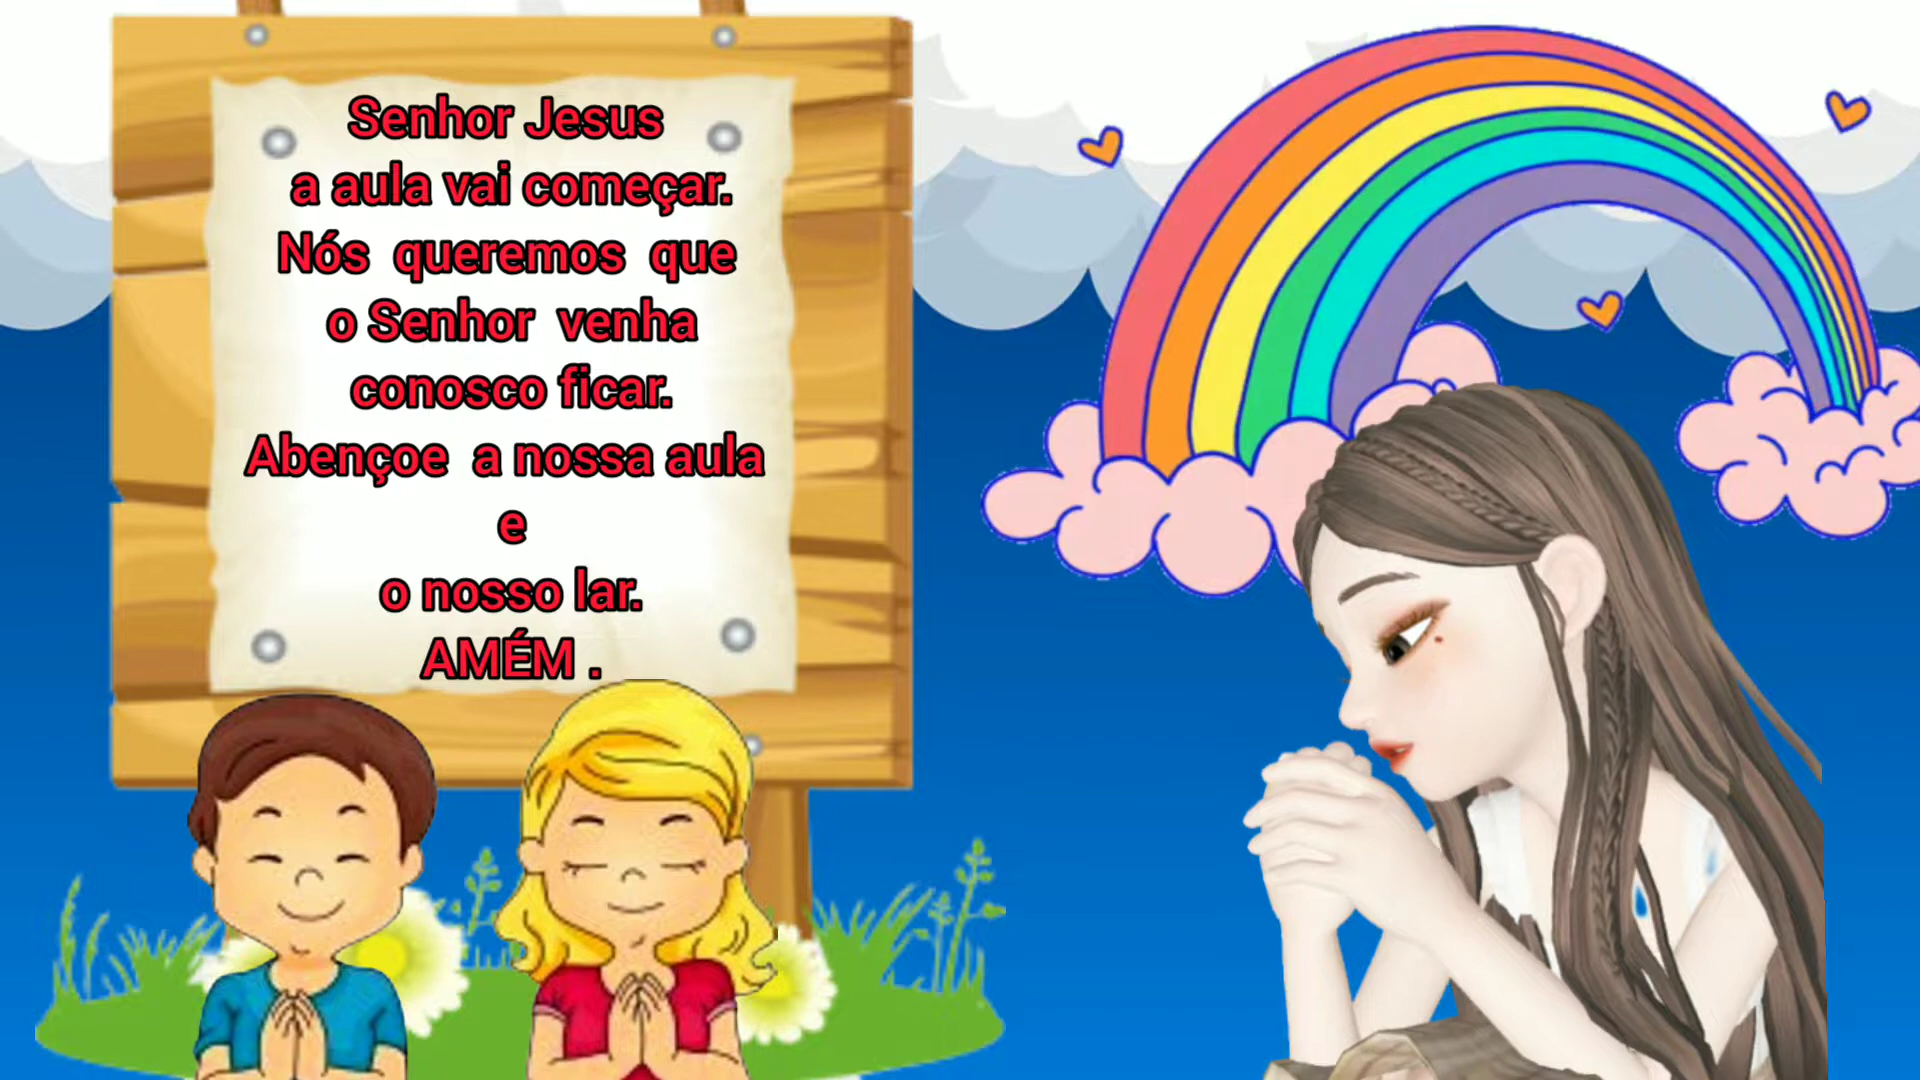 Senhor Jesus
a aula vai começar.
Nós queremos que
o Senhor venha
conosco ficar.
Abençoe a nossa aula
e
o nosso lar.
AMÉM .